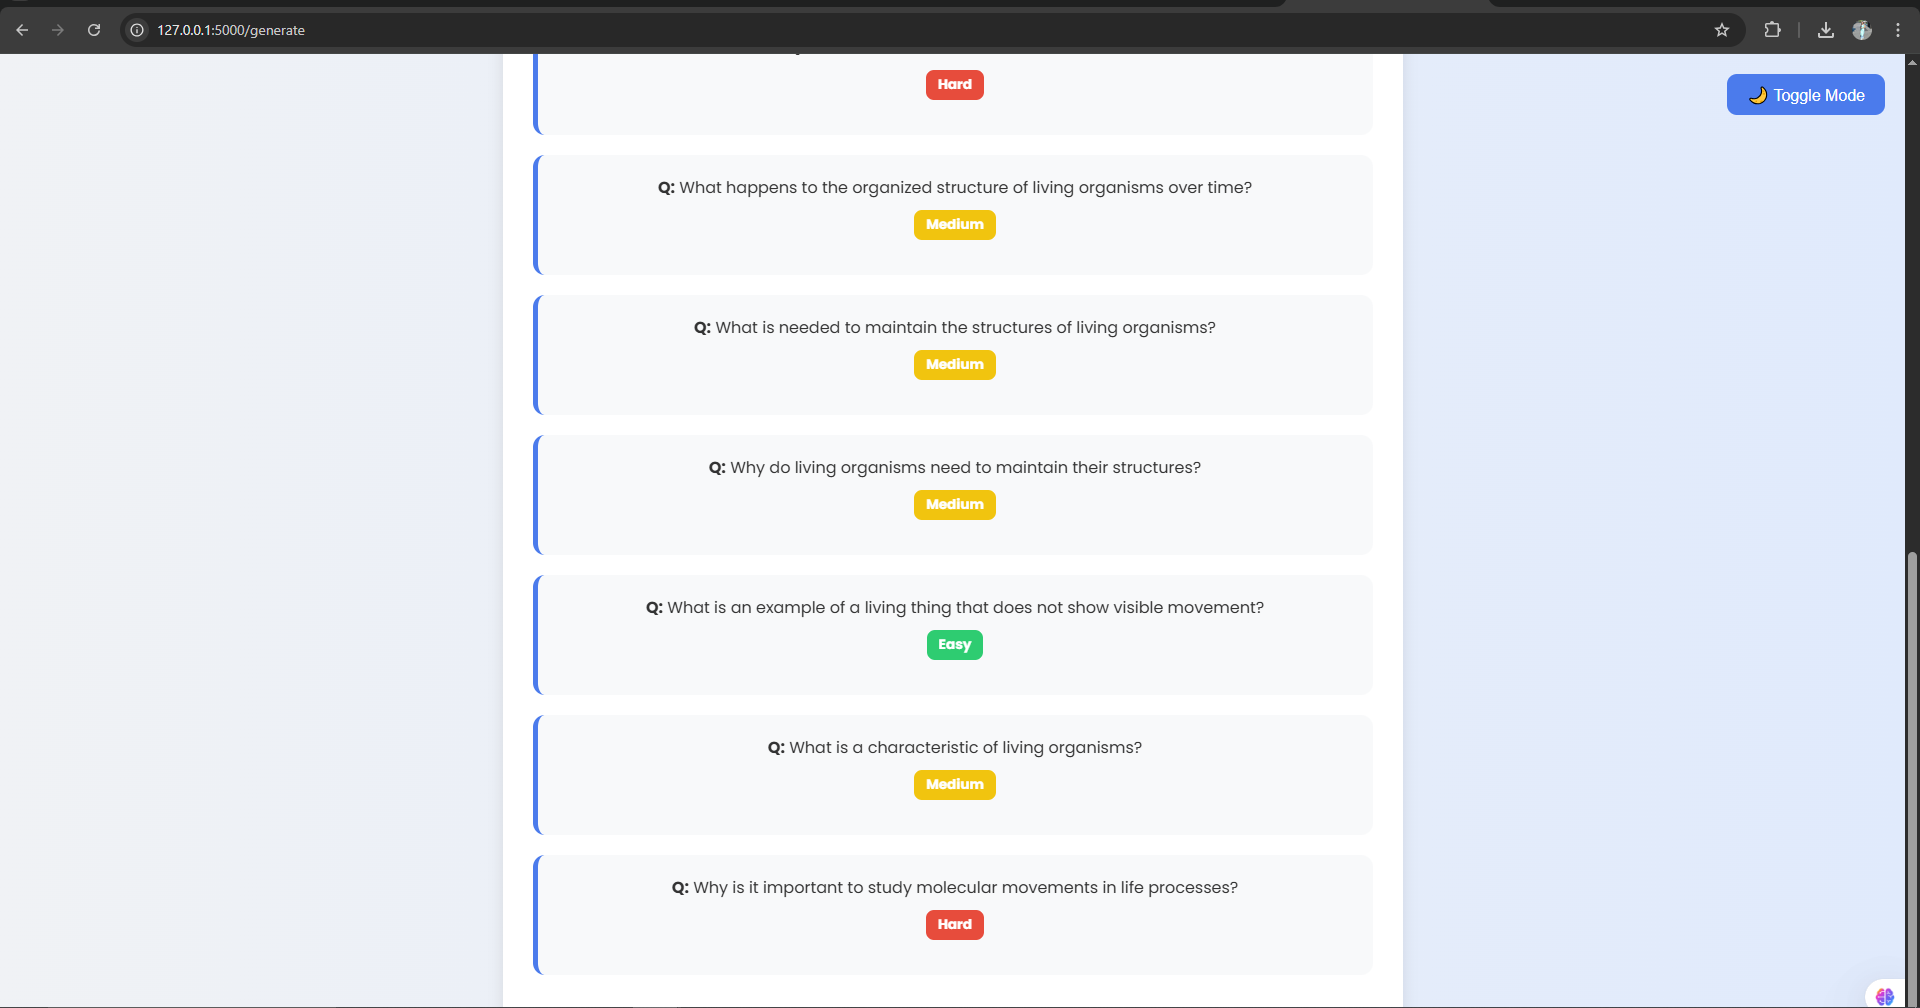 127.0.0.1:5000/generate
🌙 Toggle Mode
Hard
Q: What happens to the organized structure of living organisms over time?
Medium
Q: What is needed to maintain the structures of living organisms?
Medium
Q: Why do living organisms need to maintain their structures?
Medium
Q: What is an example of a living thing that does not show visible movement?
Easy
Q: What is a characteristic of living organisms?
Medium
Q: Why is it important to study molecular movements in life processes?
Hard